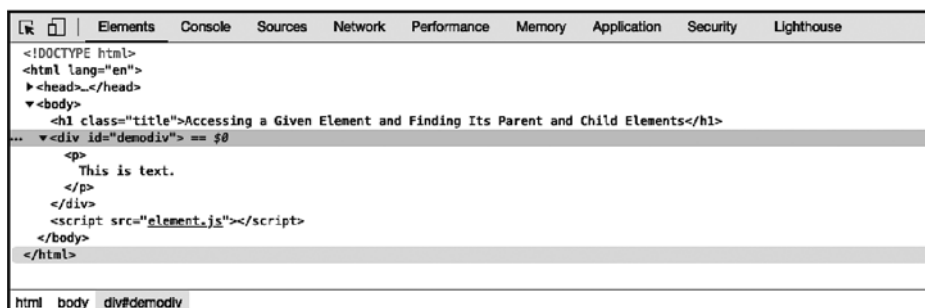 Elements Console Sources Network Performance Memory Application Security Lighthouse
<!DOCTYPE html>
<html lang="en">
▶<head>…</head>
▼<body>
<h1 class="title">Accessing a Given Element and Finding Its Parent and Child Elements</h1>
… ▼<div id="demodiv"> == $0
<p>
This is text.
</p>
</div>
<script src="element.js"></script>
</body>
</html>
html body div#demodiv